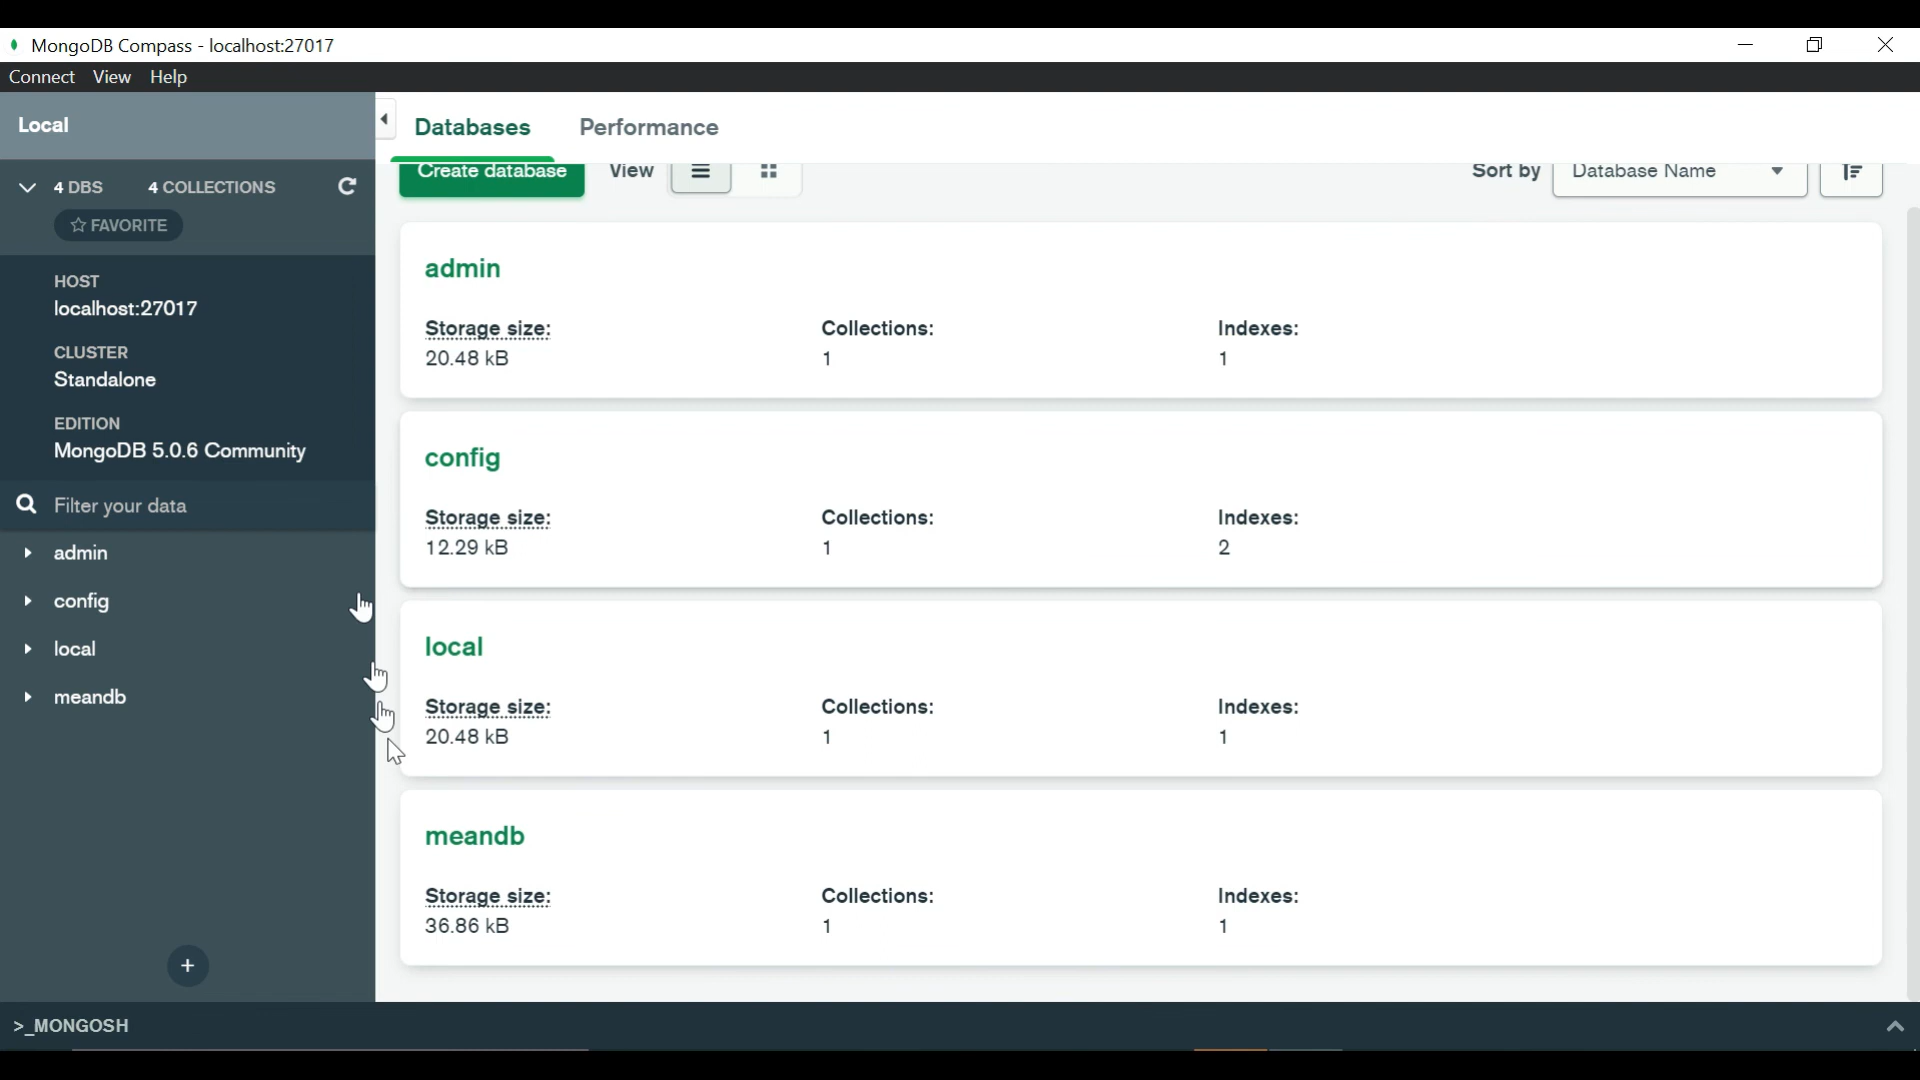 MongoDB Compass - localhost:27017
Connect View Help
Local
4 DBS 4 COLLECTIONS
FAVORITE
HOST
localhost:27017
CLUSTER
Standalone
EDITION
MongoDB 5.0.6 Community
Filter your data
admin
config
local
meandb
+
Databases Performance
Create database View Sort by Database Name
admin
Storage size: Collections: Indexes:
20.48 kB 1 1
config
Storage size: Collections: Indexes:
12.29 kB 1 2
local
Storage size: Collections: Indexes:
20.48 kB 1 1
meandb
Storage size: Collections: Indexes:
36.86 kB 1 1
>_MONGOSH